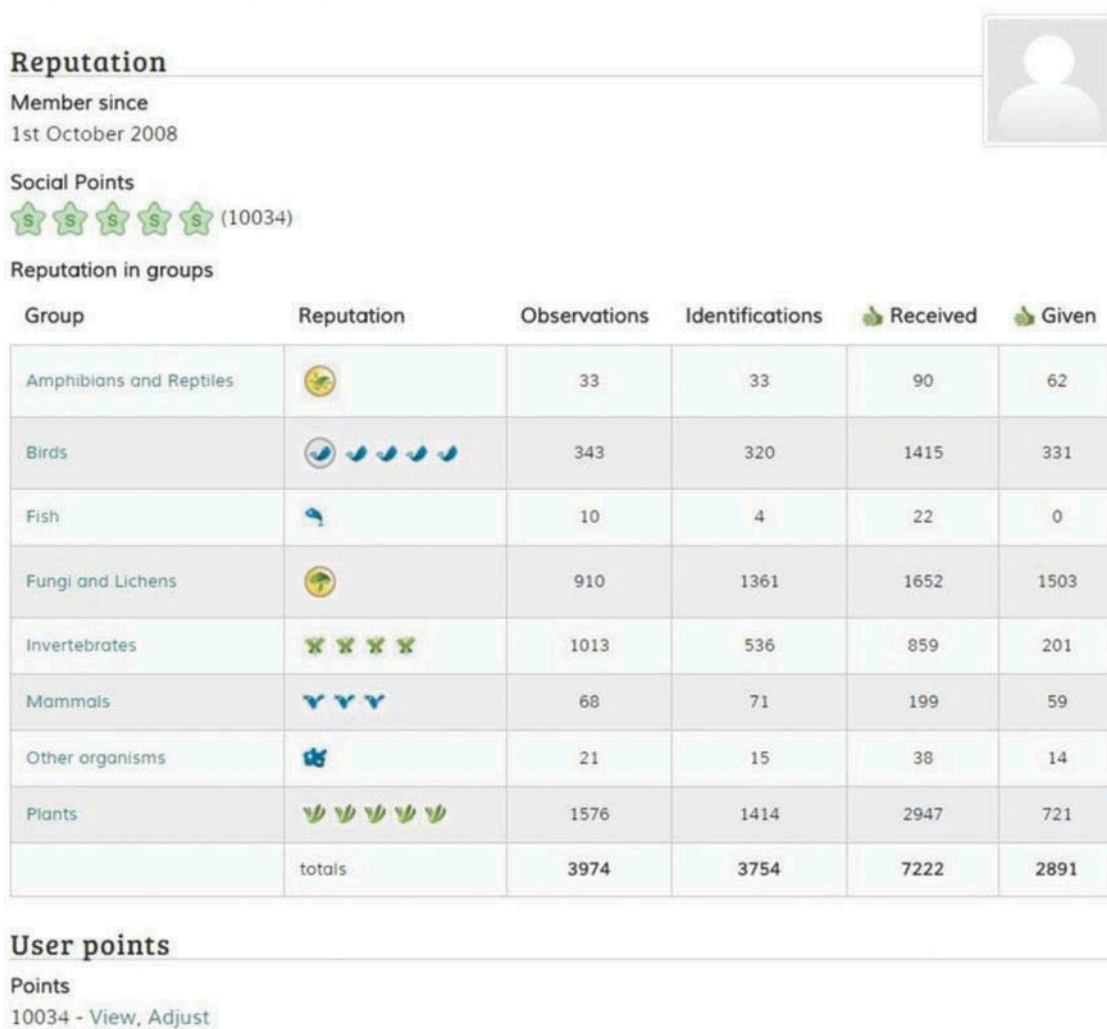 Reputation
Member since
1st October 2008
Social Points
S S S S S (10034)
Reputation in groups
Group Reputation Observations Identifications Received Given
Amphibians and Reptiles 33 33 90 62
Birds 343 320 1415 331
Fish 10 4 22 0
Fungi and Lichens 910 1361 1652 1503
Invertebrates 1013 536 859 201
Mammals 68 71 199 59
Other organisms 21 15 38 14
Plants 1576 1414 2947 721
totals 3974 3754 7222 2891
User points
Points
10034 - View, Adjust